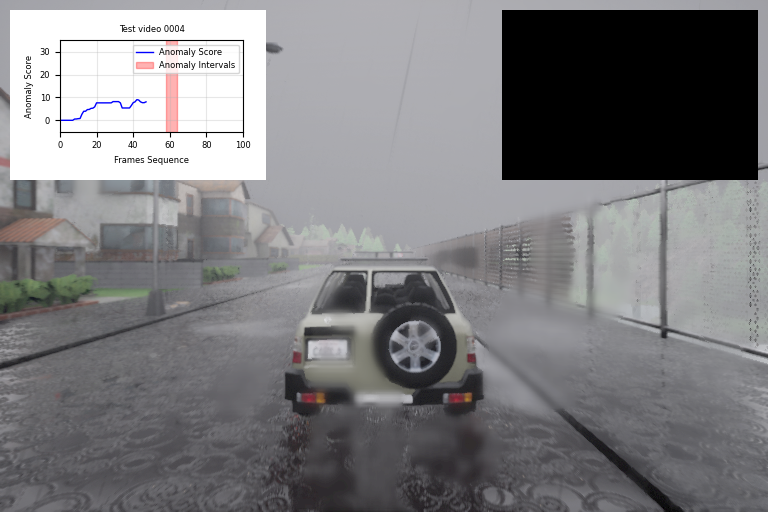 Test video 0004
Anomaly Score
Anomaly Intervals
Anomaly Score
30
20
10
0
0 20 40 60 80 100
Frames Sequence